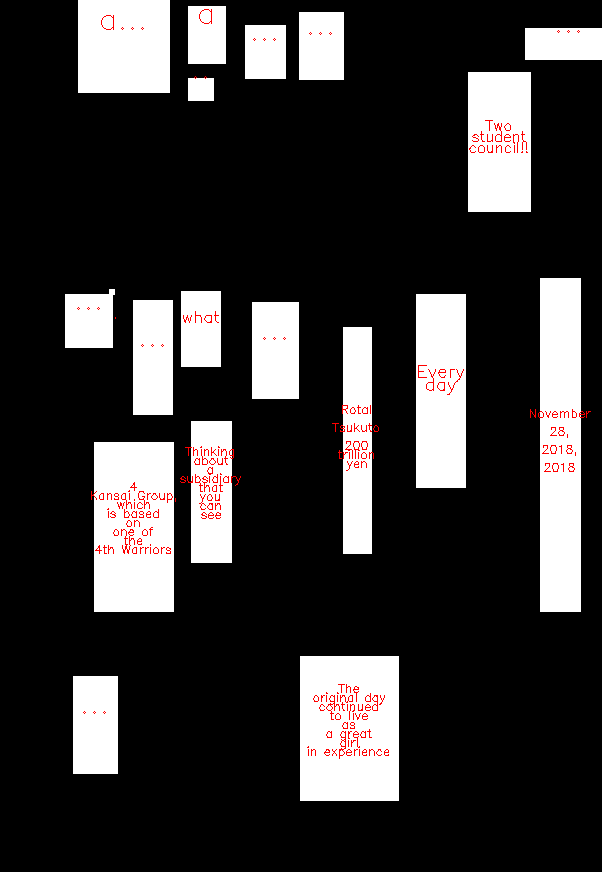 a...
a
...
...
...
Two
student
council!!
...
...
what
...
Every
day
Rotal
Tsukuto
200
trillion
yen
November
28,
2018,
2018
Thinking
about
a
subsidiary
that
you
can
see
4
Kansai Group,
which
is based
on
one of
the
4th Warriors
...
The
original day
continued
to live
as
a great
girl
in experience